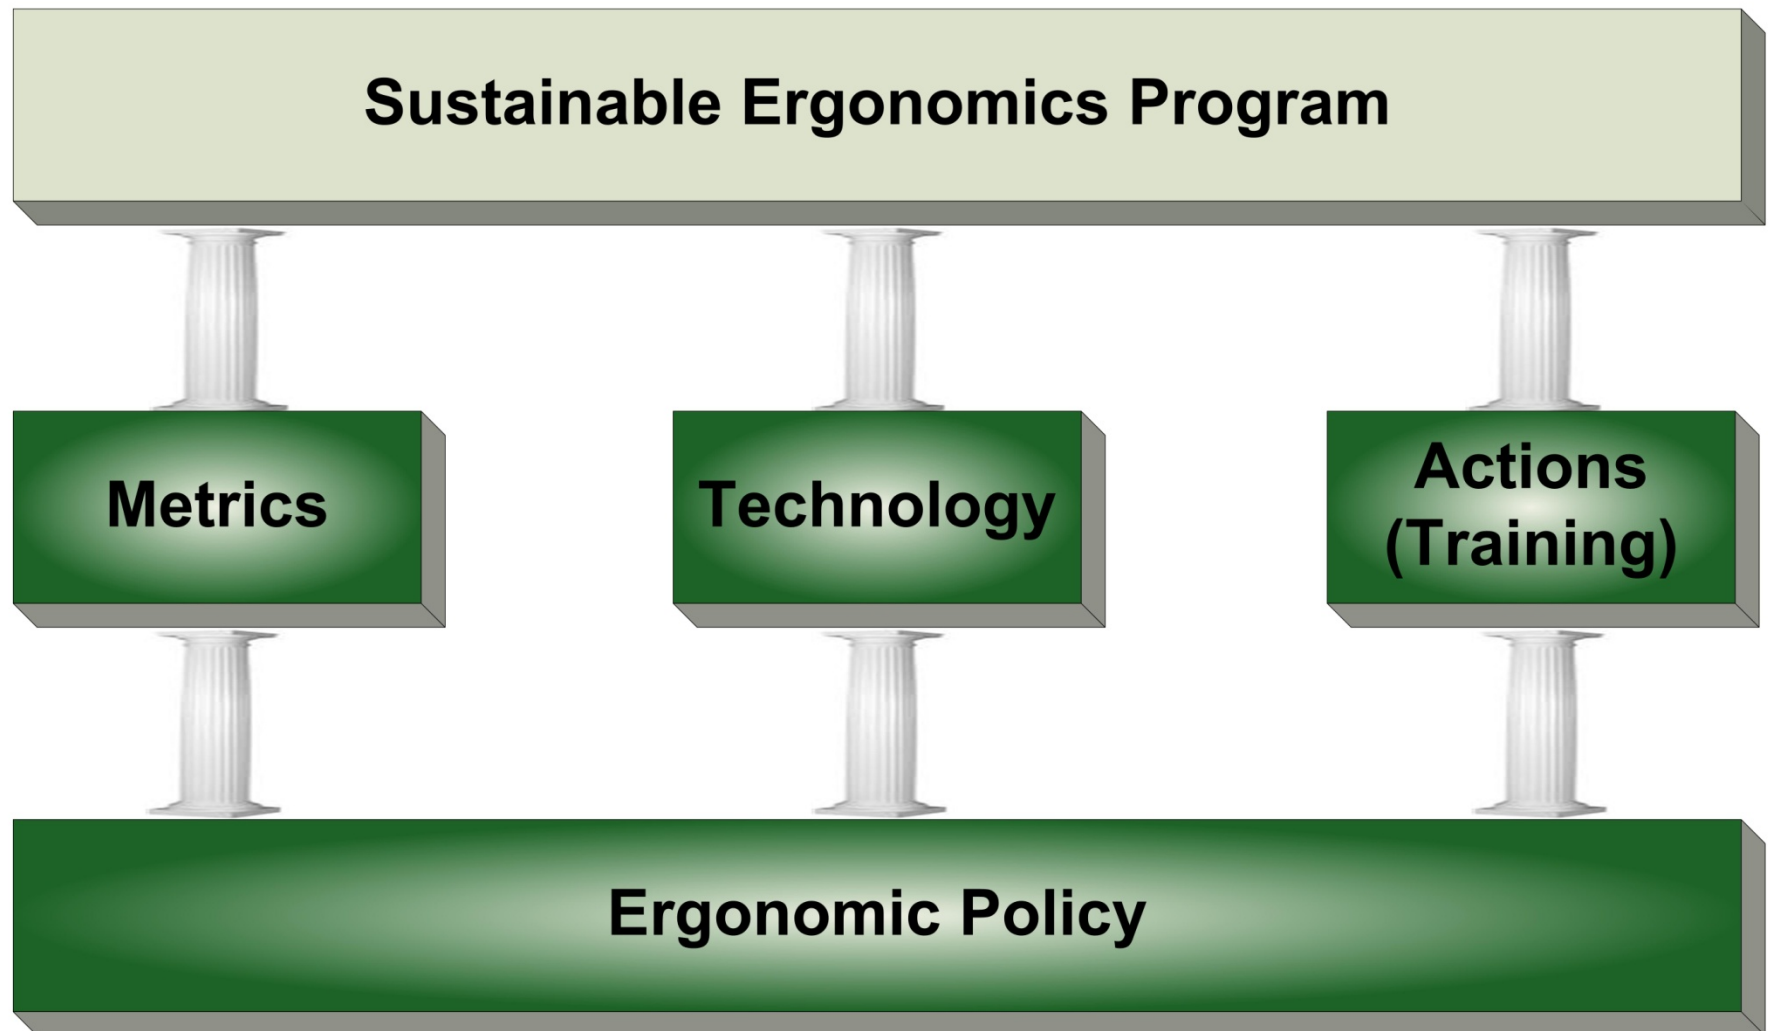 Sustainable Ergonomics Program
Metrics
Technology
Actions
(Training)
Ergonomic Policy